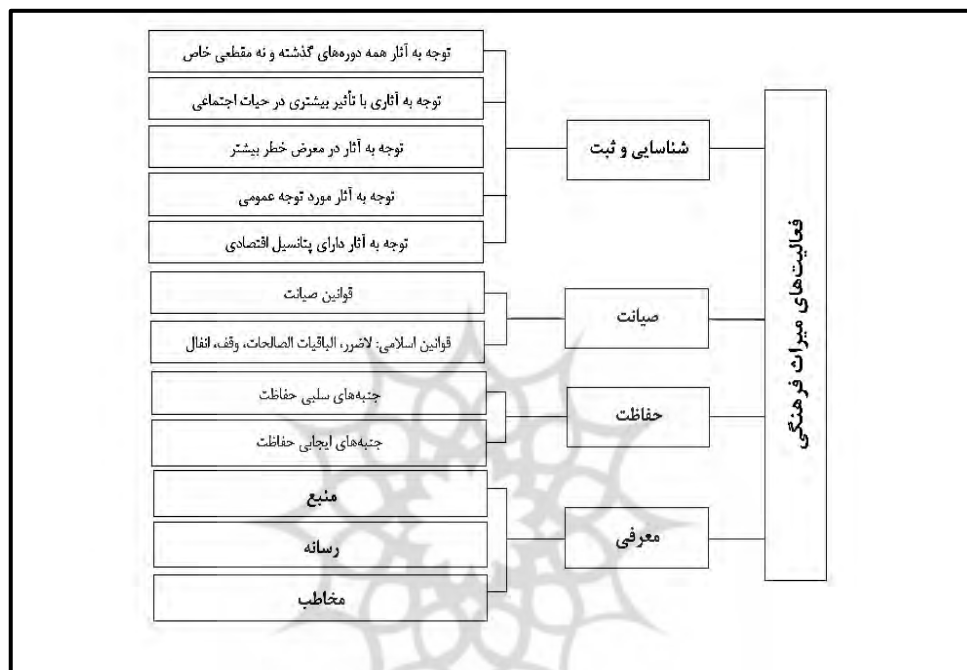 فعالیت‌های میراث فرهنگی
شناسایی و ثبت
توجه به آثار همه دوره‌های گذشته و نه مقطعی خاص
توجه به آثاری با تأثیر بیشتری در حیات اجتماعی
توجه به آثار در معرض خطر بیشتر
توجه به آثار مورد توجه عمومی
توجه به آثار دارای پتانسیل اقتصادی
صیانت
قوانین صیانت
قوانین اسلامی: لاضرر، الباقیات الصالحات، وقف، انفال
حفاظت
جنبه‌های سلبی حفاظت
جنبه‌های ایجابی حفاظت
معرفی
منبع
رسانه
مخاطب